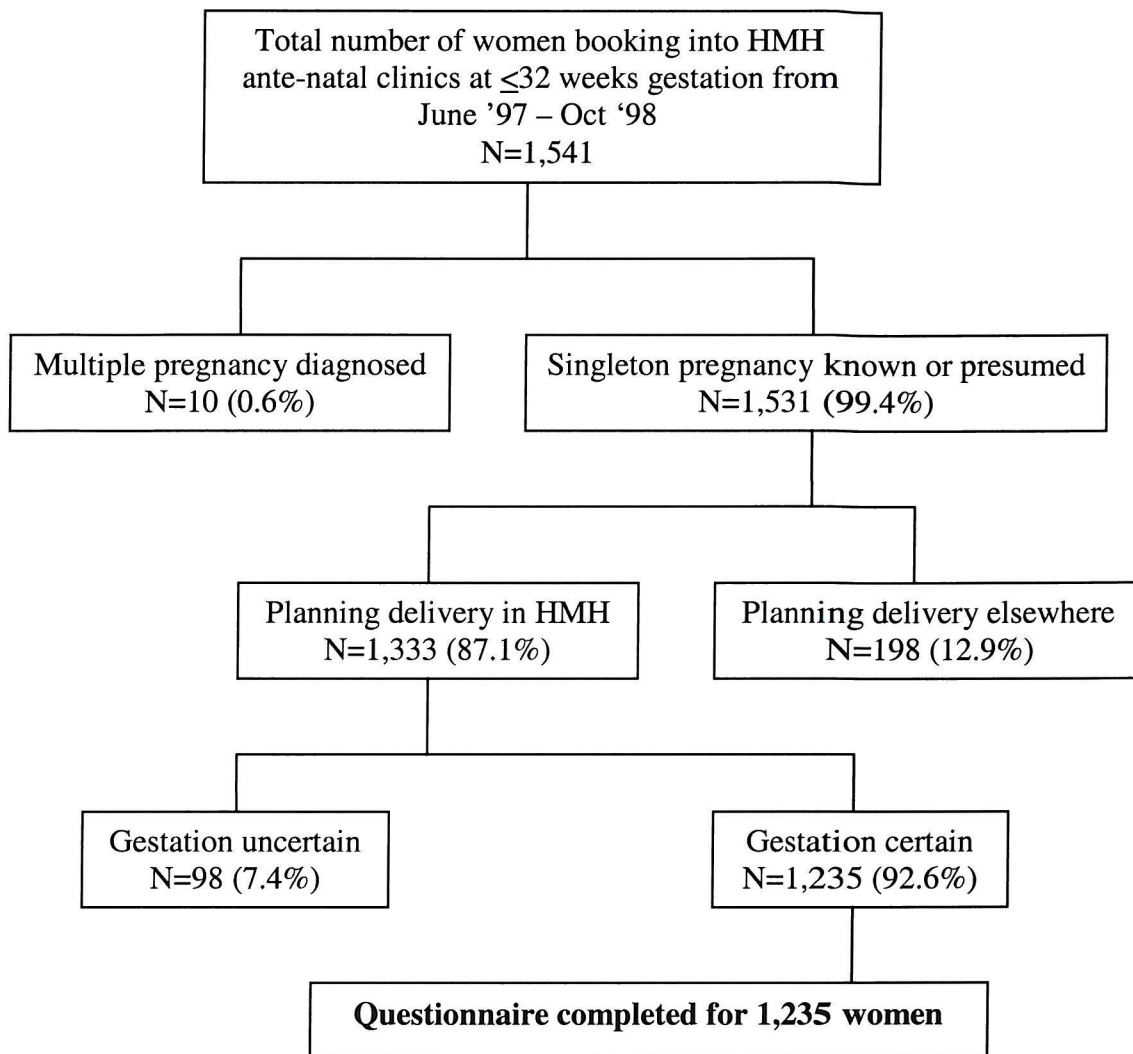 Total number of women booking into HMH
ante-natal clinics at ≤32 weeks gestation from
June ’97 – Oct ‘98
N=1,541
Multiple pregnancy diagnosed
N=10 (0.6%)
Singleton pregnancy known or presumed
N=1,531 (99.4%)
Planning delivery in HMH
N=1,333 (87.1%)
Planning delivery elsewhere
N=198 (12.9%)
Gestation uncertain
N=98 (7.4%)
Gestation certain
N=1,235 (92.6%)
Questionnaire completed for 1,235 women